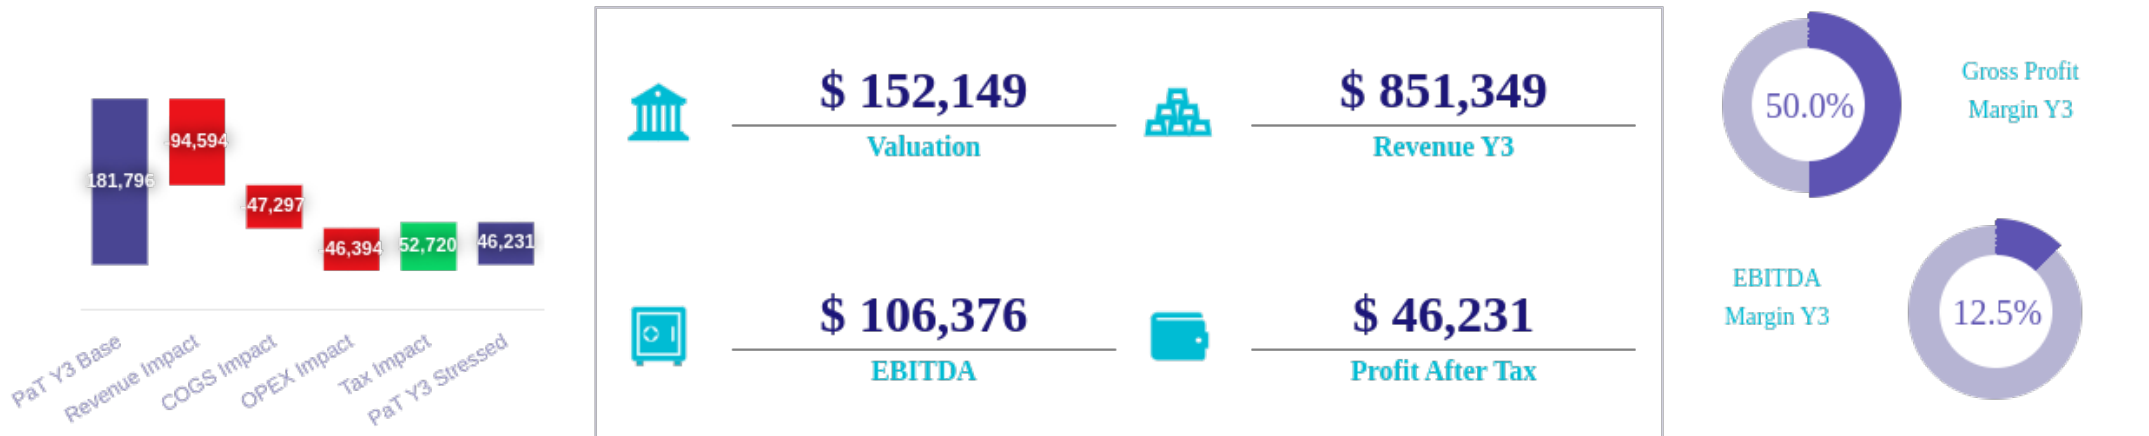 181,796
-94,594
-47,297
-46,394
52,720
46,231
PaT Y3 Base
Revenue Impact
COGS Impact
OPEX Impact
Tax Impact
PaT Y3 Stressed
$ 152,149
Valuation
$ 851,349
Revenue Y3
$ 106,376
EBITDA
$ 46,231
Profit After Tax
50.0%
Gross Profit
Margin Y3
EBITDA
Margin Y3
12.5%